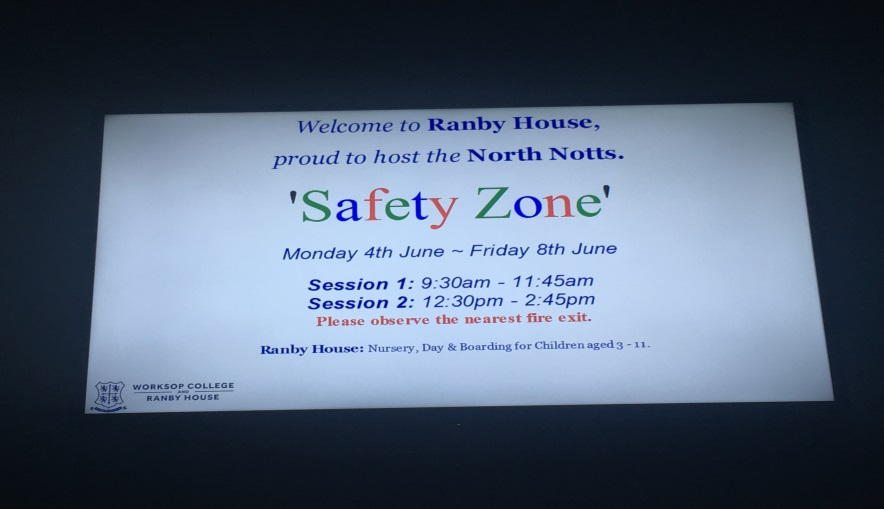 Welcome to Ranby House,
proud to host the North Notts.
'Safety Zone'
Monday 4th June ~ Friday 8th June
Session 1: 9:30am - 11:45am
Session 2: 12:30pm - 2:45pm
Please observe the nearest fire exit.
Ranby House: Nursery, Day & Boarding for Children aged 3 - 11.
WORKSOP COLLEGE
AND
RANBY HOUSE